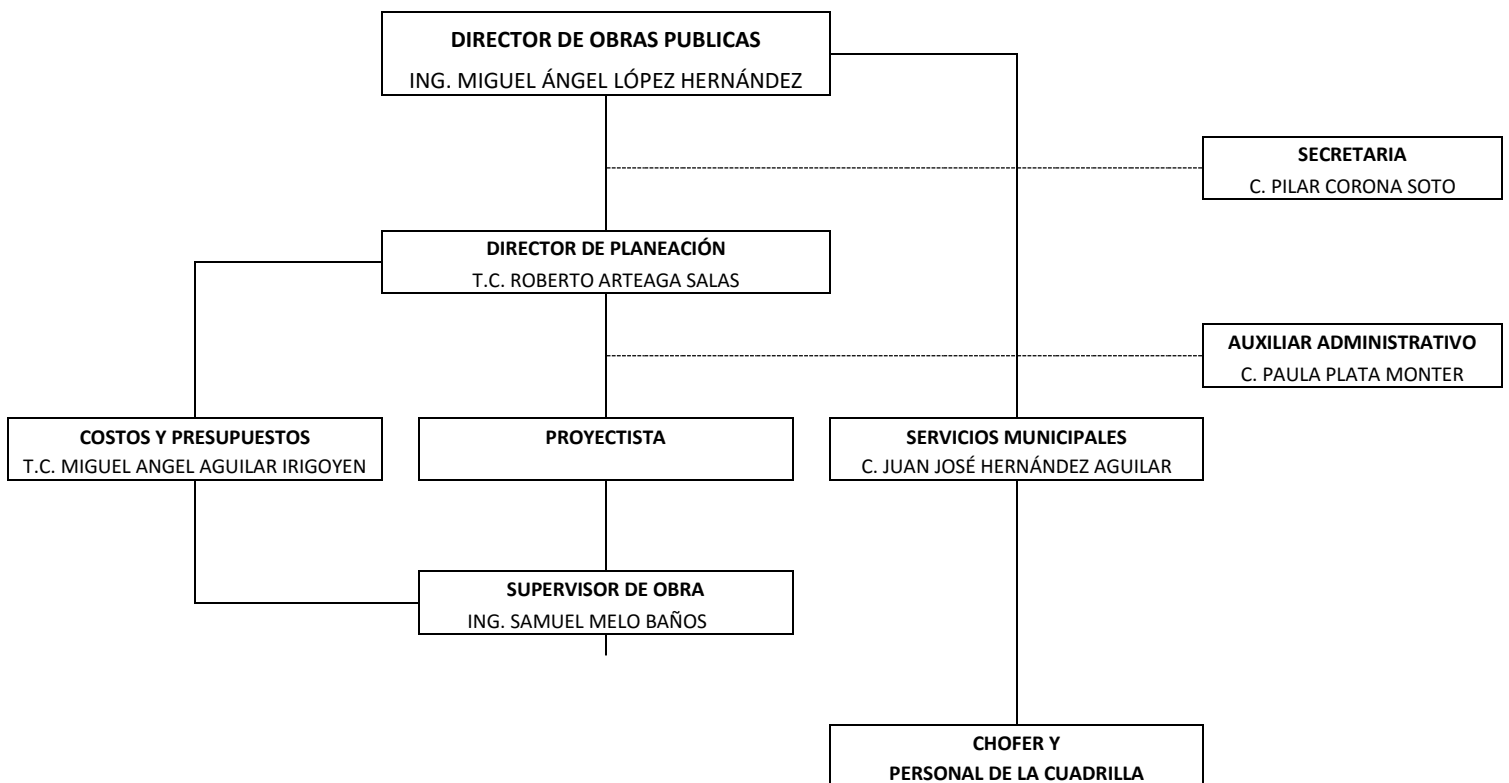 DIRECTOR DE OBRAS PUBLICAS
ING. MIGUEL ÁNGEL LÓPEZ HERNÁNDEZ
SECRETARIA
C. PILAR CORONA SOTO
DIRECTOR DE PLANEACIÓN
T.C. ROBERTO ARTEAGA SALAS
AUXILIAR ADMINISTRATIVO
C. PAULA PLATA MONTER
COSTOS Y PRESUPUESTOS
T.C. MIGUEL ANGEL AGUILAR IRIGOYEN
PROYECTISTA
SERVICIOS MUNICIPALES
C. JUAN JOSÉ HERNÁNDEZ AGUILAR
SUPERVISOR DE OBRA
ING. SAMUEL MELO BAÑOS
CHOFER Y
PERSONAL DE LA CUADRILLA